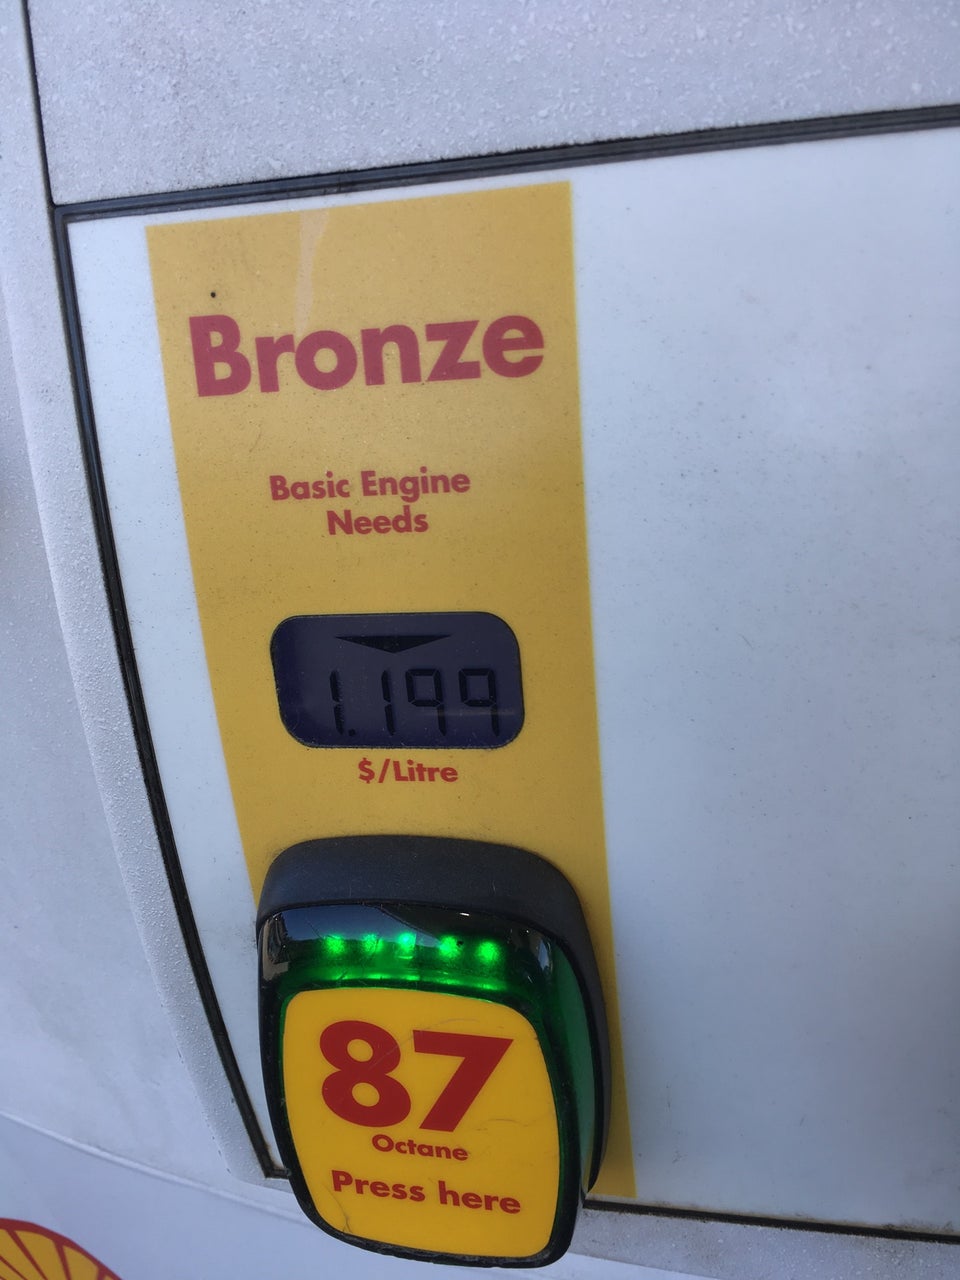 Bronze
Basic Engine
Needs
1.199
$/Litre
87
Octane
Press here